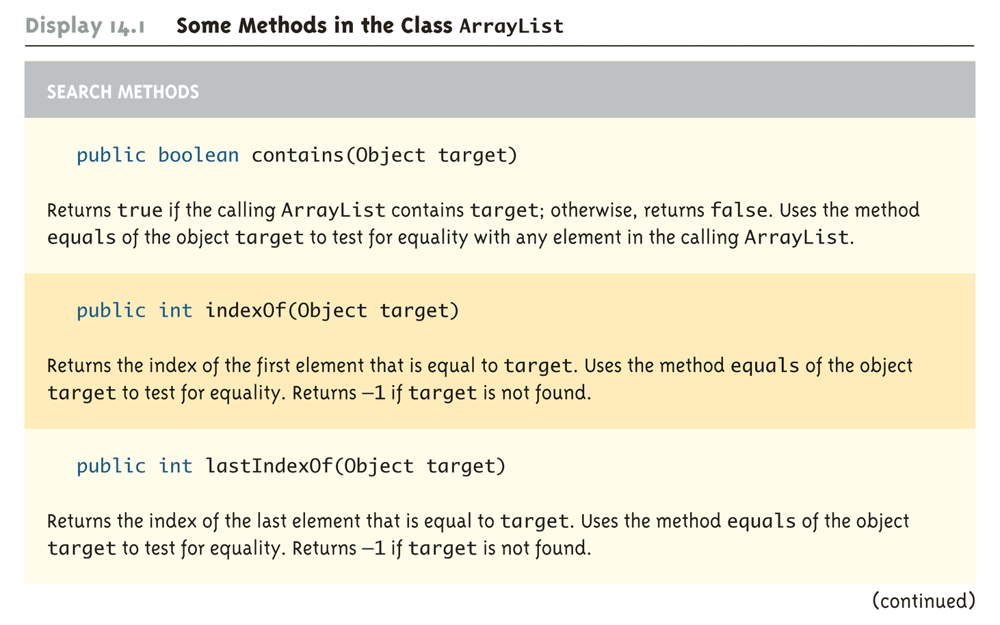 Display 14.1 Some Methods in the Class ArrayList
SEARCH METHODS
public boolean contains(Object target)
Returns true if the calling ArrayList contains target; otherwise, returns false. Uses the method
equals of the object target to test for equality with any element in the calling ArrayList.
public int indexOf(Object target)
Returns the index of the first element that is equal to target. Uses the method equals of the object
target to test for equality. Returns –1 if target is not found.
public int lastIndexOf(Object target)
Returns the index of the last element that is equal to target. Uses the method equals of the object
target to test for equality. Returns –1 if target is not found.
(continued)